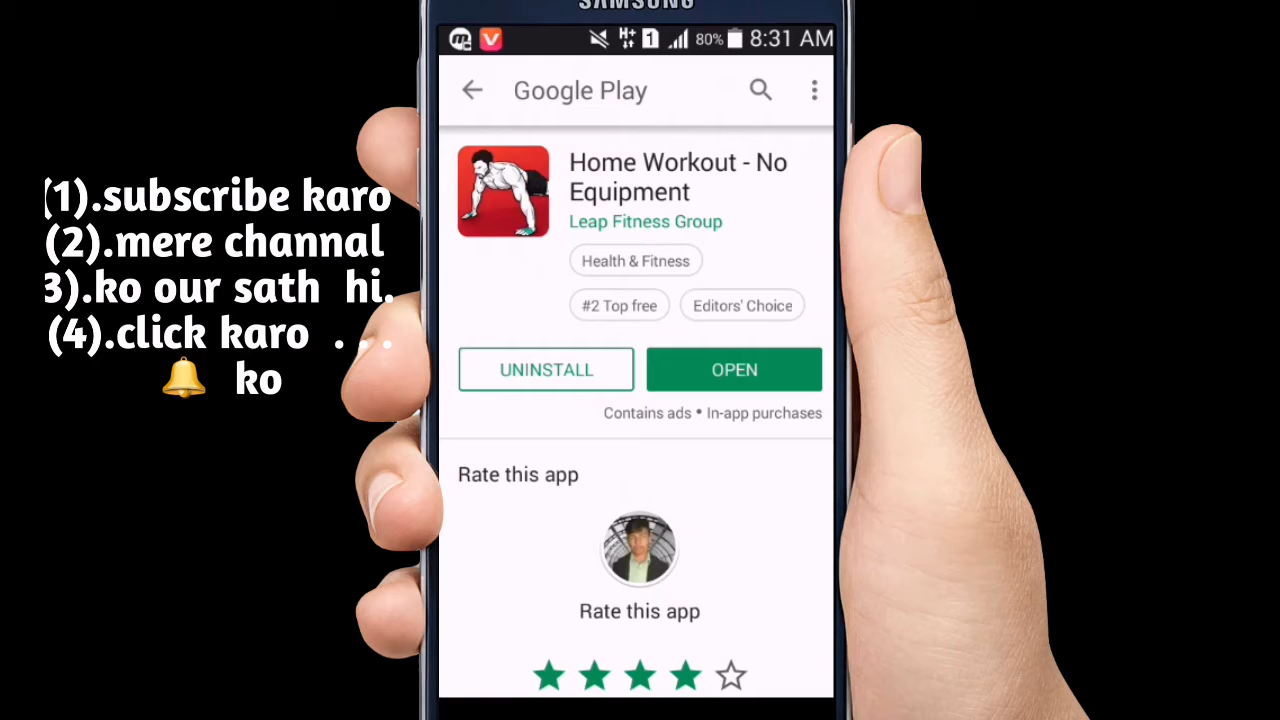 SAMSUNG
H+
1
80%
8:31 AM
Google Play
Home Workout - No
Equipment
Leap Fitness Group
Health & Fitness
#2 Top free
Editors' Choice
UNINSTALL
OPEN
Contains ads • In-app purchases
Rate this app
Rate this app
(1).subscribe karo
(2).mere channal
3).ko our sath hi.
(4).click karo . . .
🔔 ko